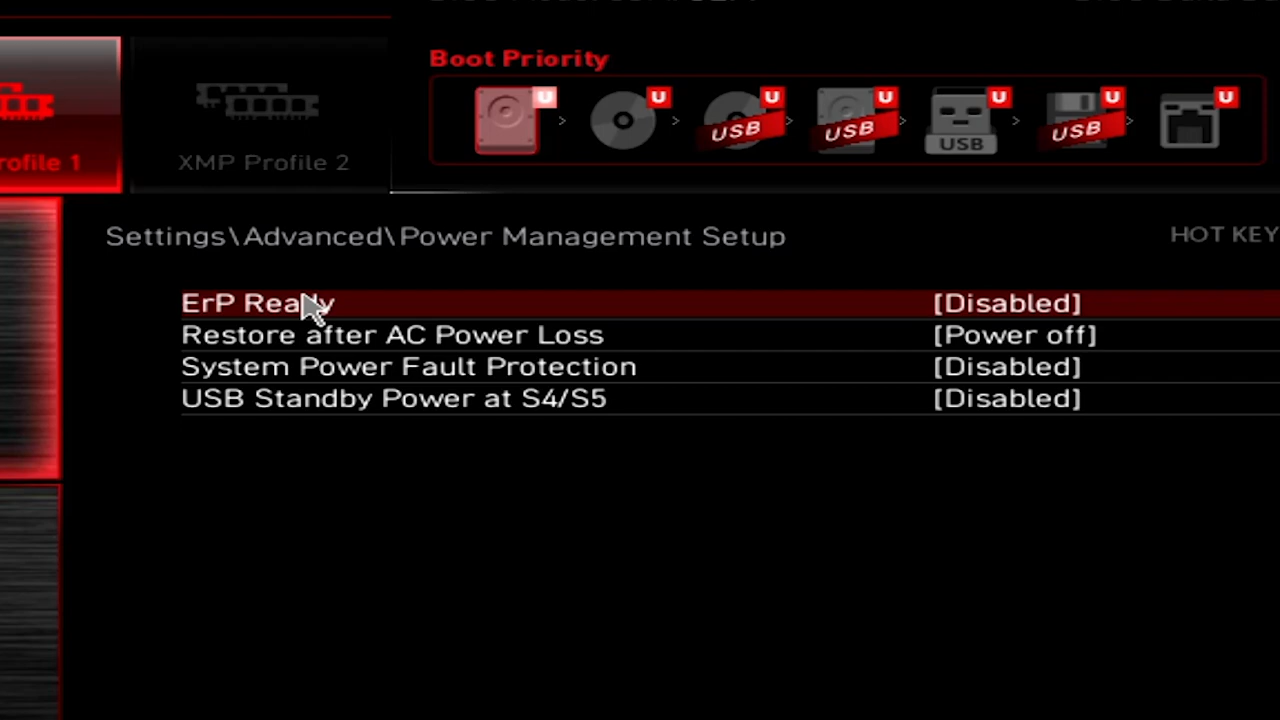 Boot Priority
U U U U U U U
USB USB USB USB
rofile 1
XMP Profile 2
Settings\Advanced\Power Management Setup
HOT KEY
ErP Ready [Disabled]
Restore after AC Power Loss [Power off]
System Power Fault Protection [Disabled]
USB Standby Power at S4/S5 [Disabled]